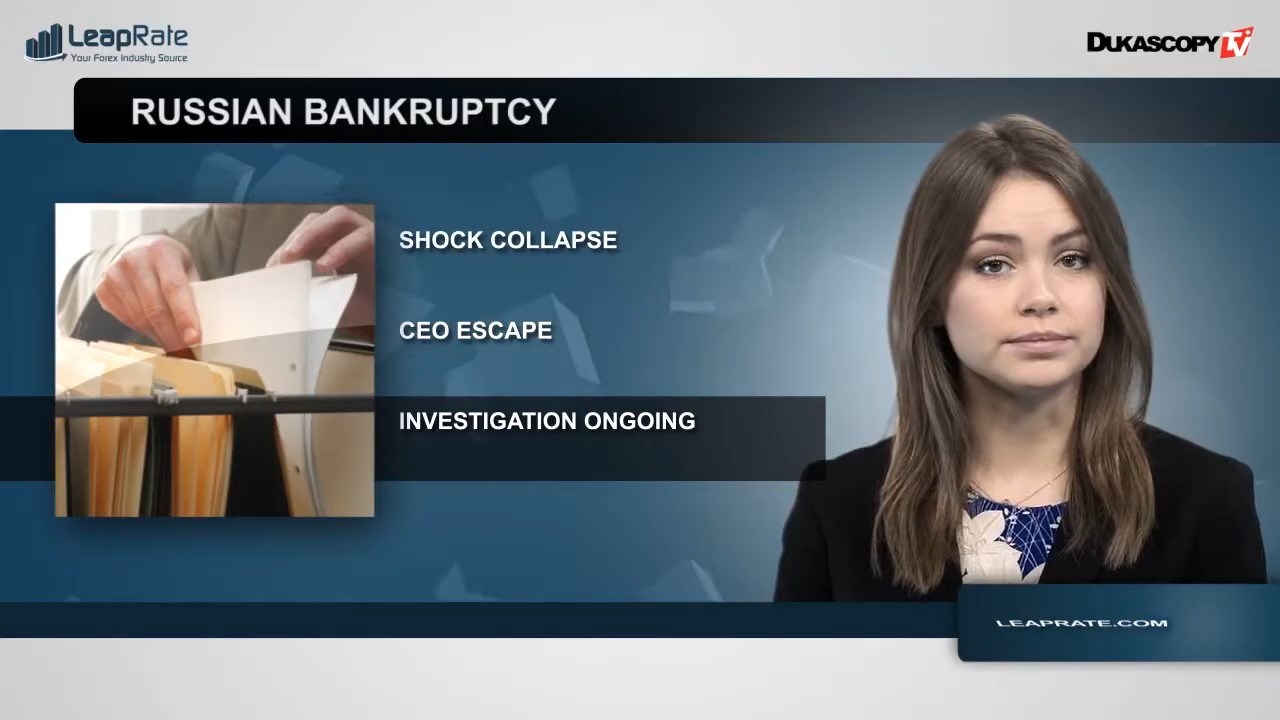 LeapRate
Your Forex Industry Source
DUKASCOPY TV
RUSSIAN BANKRUPTCY
SHOCK COLLAPSE
CEO ESCAPE
INVESTIGATION ONGOING
LEAPRATE.COM